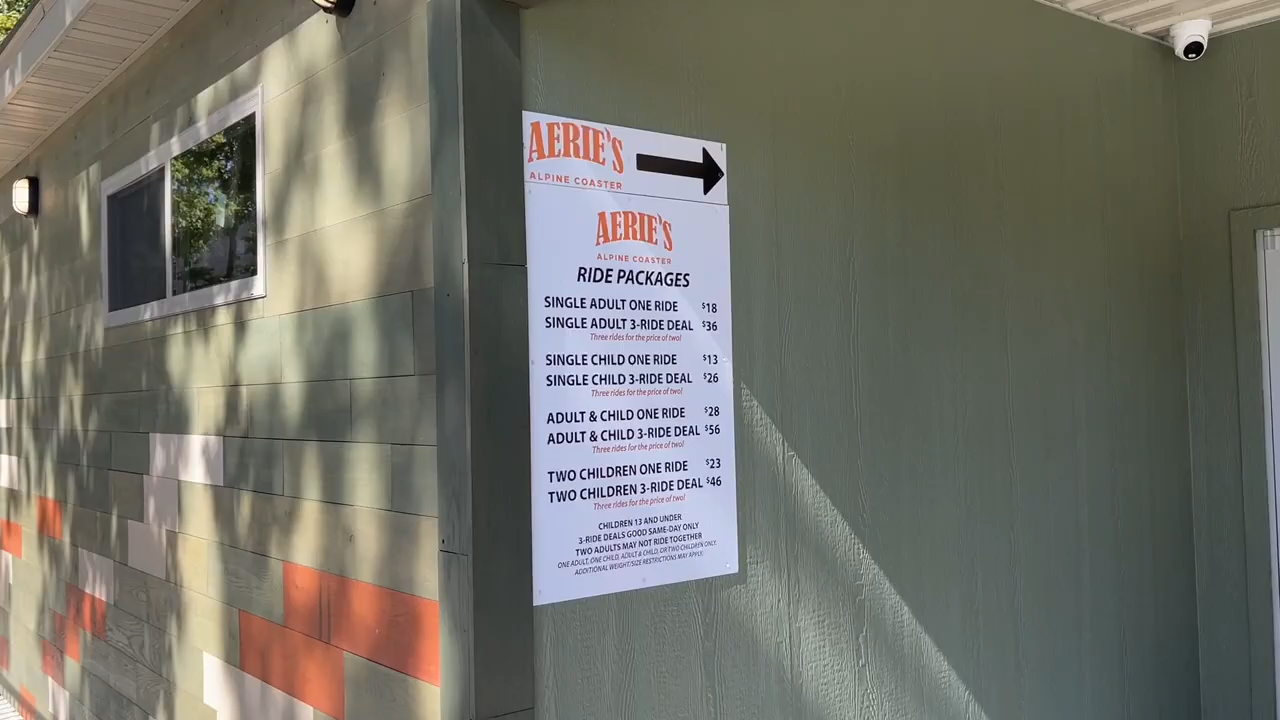 AERIE'S
ALPINE COASTER
AERIE'S
ALPINE COASTER
RIDE PACKAGES
SINGLE ADULT ONE RIDE $18
SINGLE ADULT 3-RIDE DEAL $36
Three rides for the price of two!
SINGLE CHILD ONE RIDE $13
SINGLE CHILD 3-RIDE DEAL $26
Three rides for the price of two!
ADULT & CHILD ONE RIDE $28
ADULT & CHILD 3-RIDE DEAL $56
Three rides for the price of two!
TWO CHILDREN ONE RIDE $23
TWO CHILDREN 3-RIDE DEAL $46
Three rides for the price of two!
CHILDREN 13 AND UNDER
3-RIDE DEALS GOOD SAME-DAY ONLY
TWO ADULTS MAY NOT RIDE TOGETHER
ONE ADULT, ONE CHILD, ADULT & CHILD, OR TWO CHILDREN ONLY.
ADDITIONAL WEIGHT/SIZE RESTRICTIONS MAY APPLY.